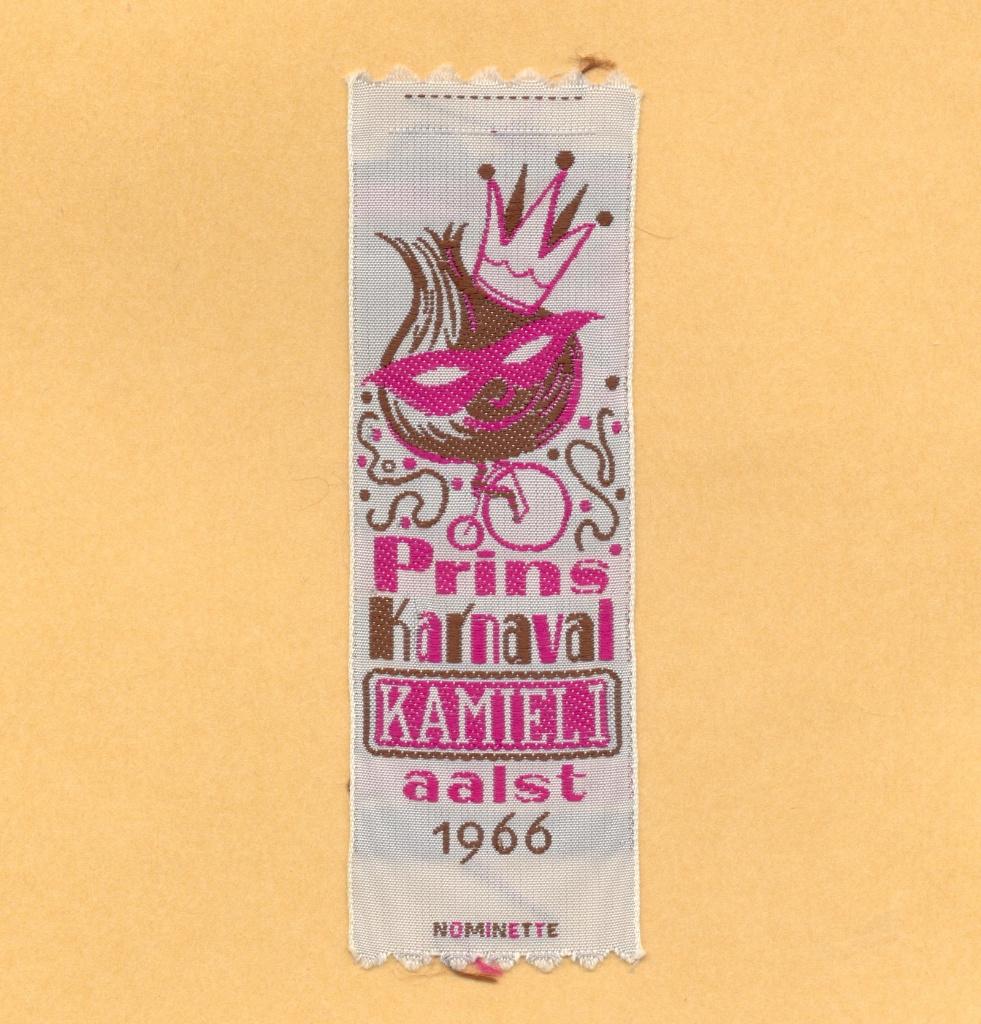 Prins
Karnaval
KAMIEL I
aalst
1966
NOMINETTE